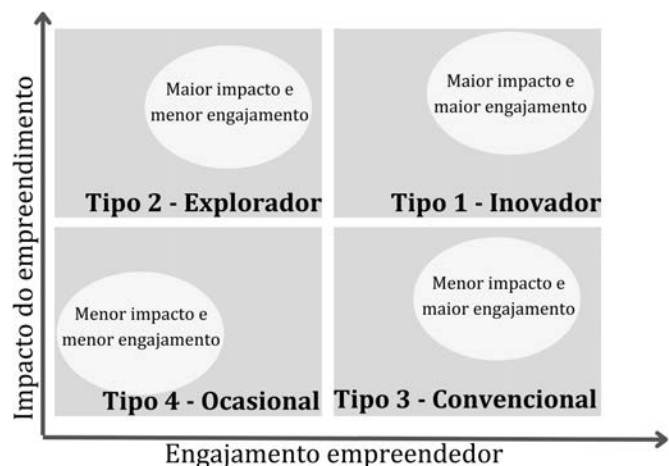 Impacto do empreendimento
Maior impacto e
menor engajamento
Tipo 2 - Explorador
Maior impacto e
maior engajamento
Tipo 1 - Inovador
Menor impacto e
menor engajamento
Tipo 4 - Ocasional
Menor impacto e
maior engajamento
Tipo 3 - Convencional
Engajamento empreendedor